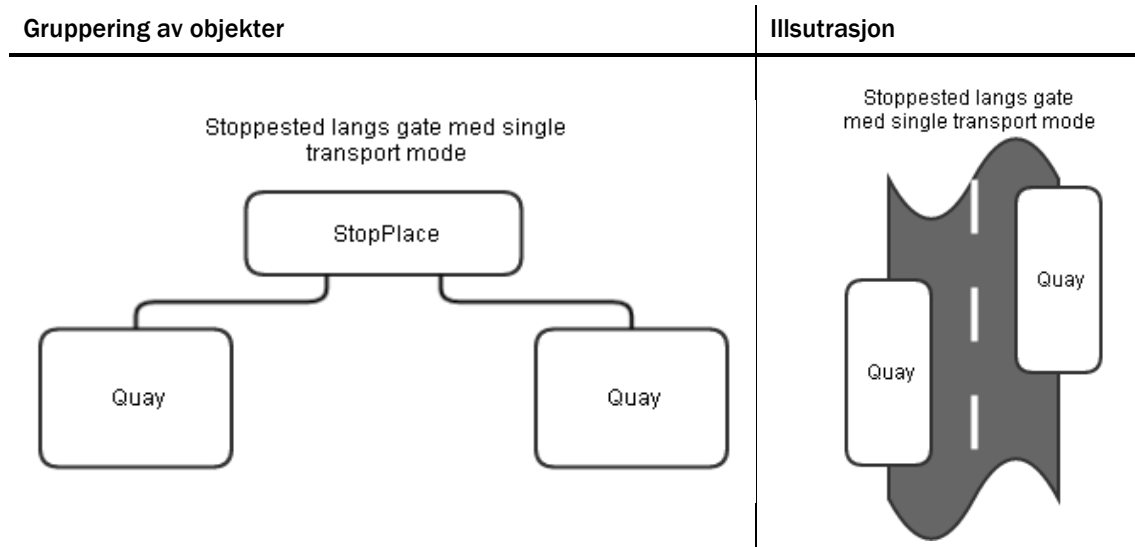 Gruppering av objekter
Illsutrasjon
Stoppested langs gate med single
transport mode
StopPlace
Quay
Quay
Stoppested langs gate
med single transport mode
Quay
Quay